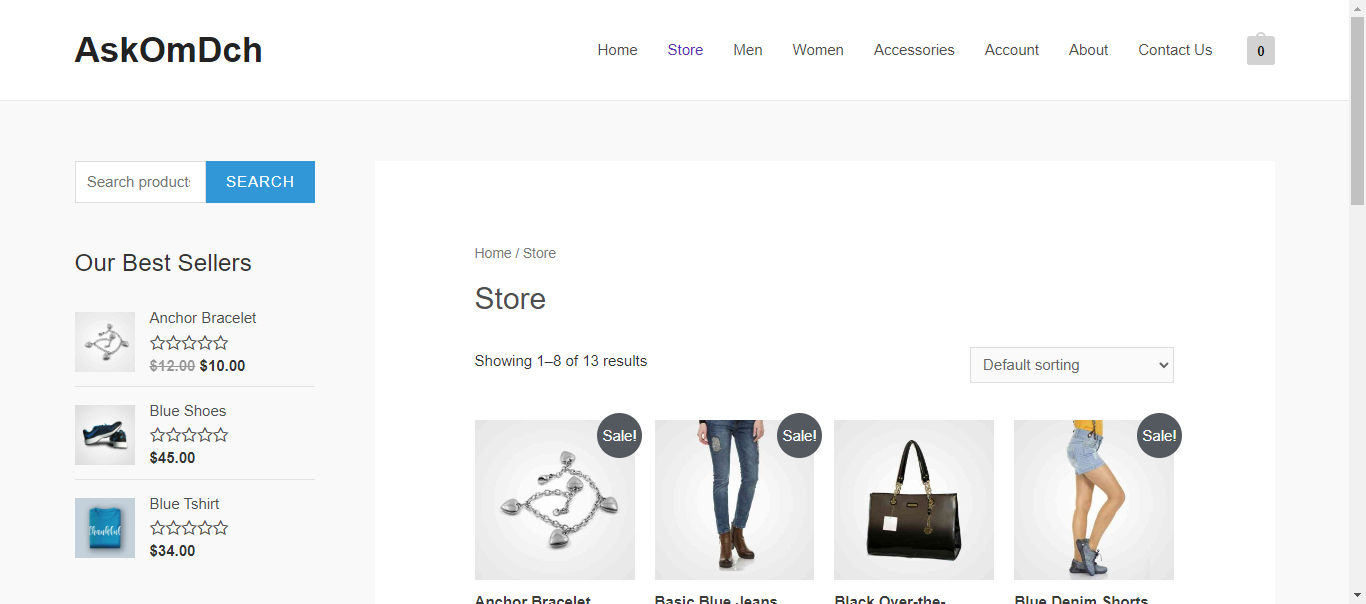 AskOmDch
Home Store Men Women Accessories Account About Contact Us 0
Search product
SEARCH
Our Best Sellers
Anchor Bracelet
$12.00 $10.00
Blue Shoes
$45.00
Blue Tshirt
Thankful
$34.00
Home / Store
Store
Showing 1–8 of 13 results
Default sorting
Sale! Sale! Sale!
Anchor Bracelet Basic Blue Jeans Black Over-the- Blue Denim Shorts